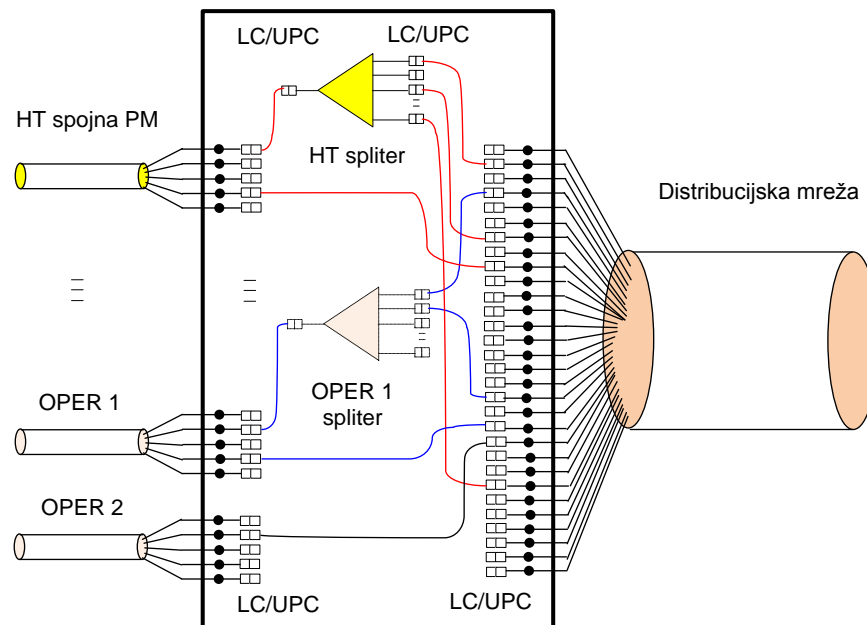 LC/UPC
LC/UPC
HT spojna PM
HT spliter
Distribucijska mreža
OPER 1
OPER 1
spliter
OPER 2
LC/UPC
LC/UPC